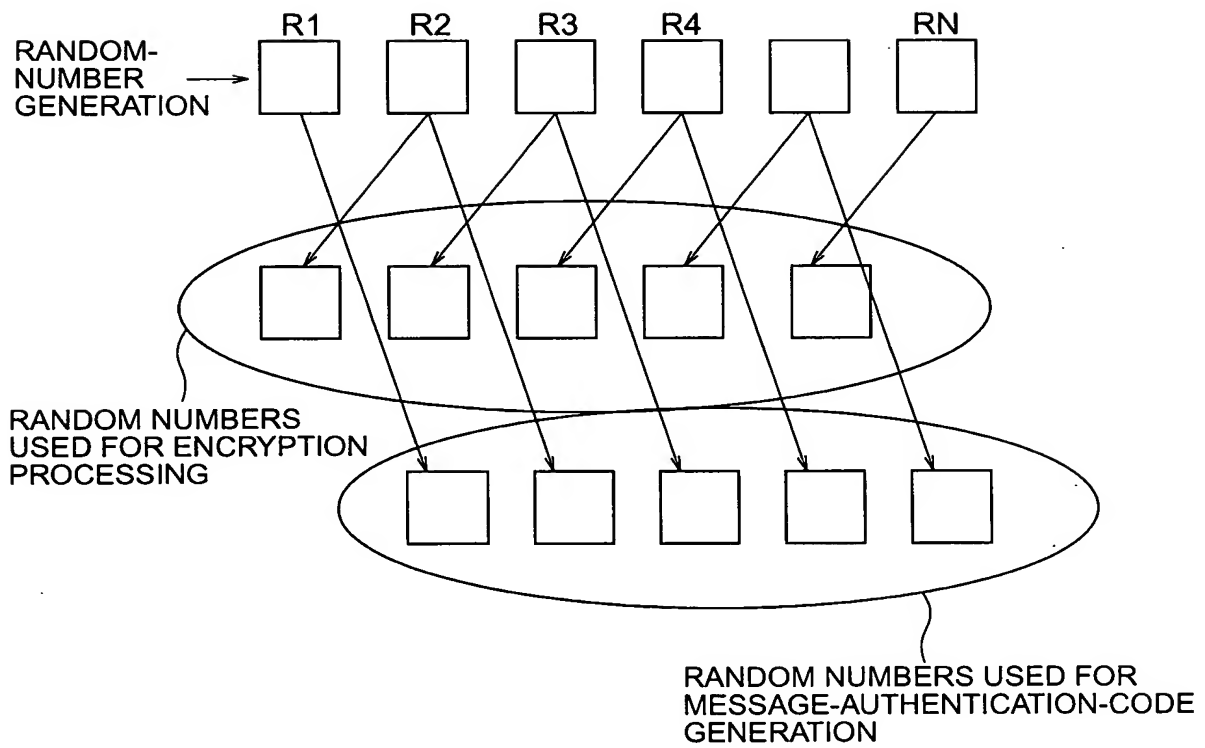 R1 R2 R3 R4 RN
RANDOM-
NUMBER
GENERATION
RANDOM NUMBERS
USED FOR ENCRYPTION
PROCESSING
RANDOM NUMBERS USED FOR
MESSAGE-AUTHENTICATION-CODE
GENERATION